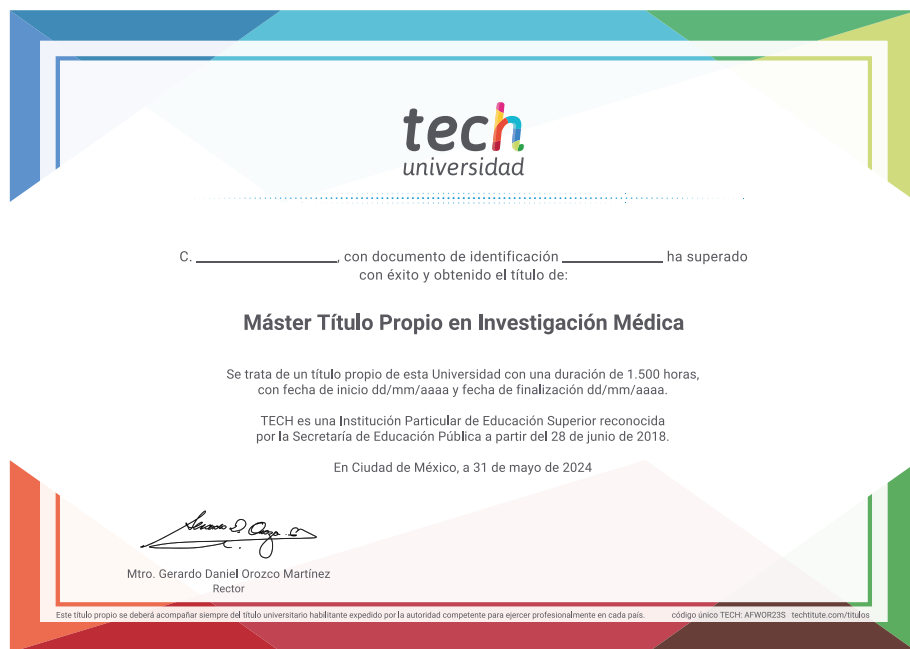 tech
universidad
C. ____________________, con documento de identificación ______________ ha superado
con éxito y obtenido el título de:
Máster Título Propio en Investigación Médica
Se trata de un título propio de esta Universidad con una duración de 1.500 horas,
con fecha de inicio dd/mm/aaaa y fecha de finalización dd/mm/aaaa.
TECH es una Institución Particular de Educación Superior reconocida
por la Secretaría de Educación Pública a partir del 28 de junio de 2018.
En Ciudad de México, a 31 de mayo de 2024
Mtro. Gerardo Daniel Orozco Martínez
Rector
Este título propio se deberá acompañar siempre del título universitario habilitante expedido por la autoridad competente para ejercer profesionalmente en cada país. código único TECH: AFWOR23S techtitute.com/titulos